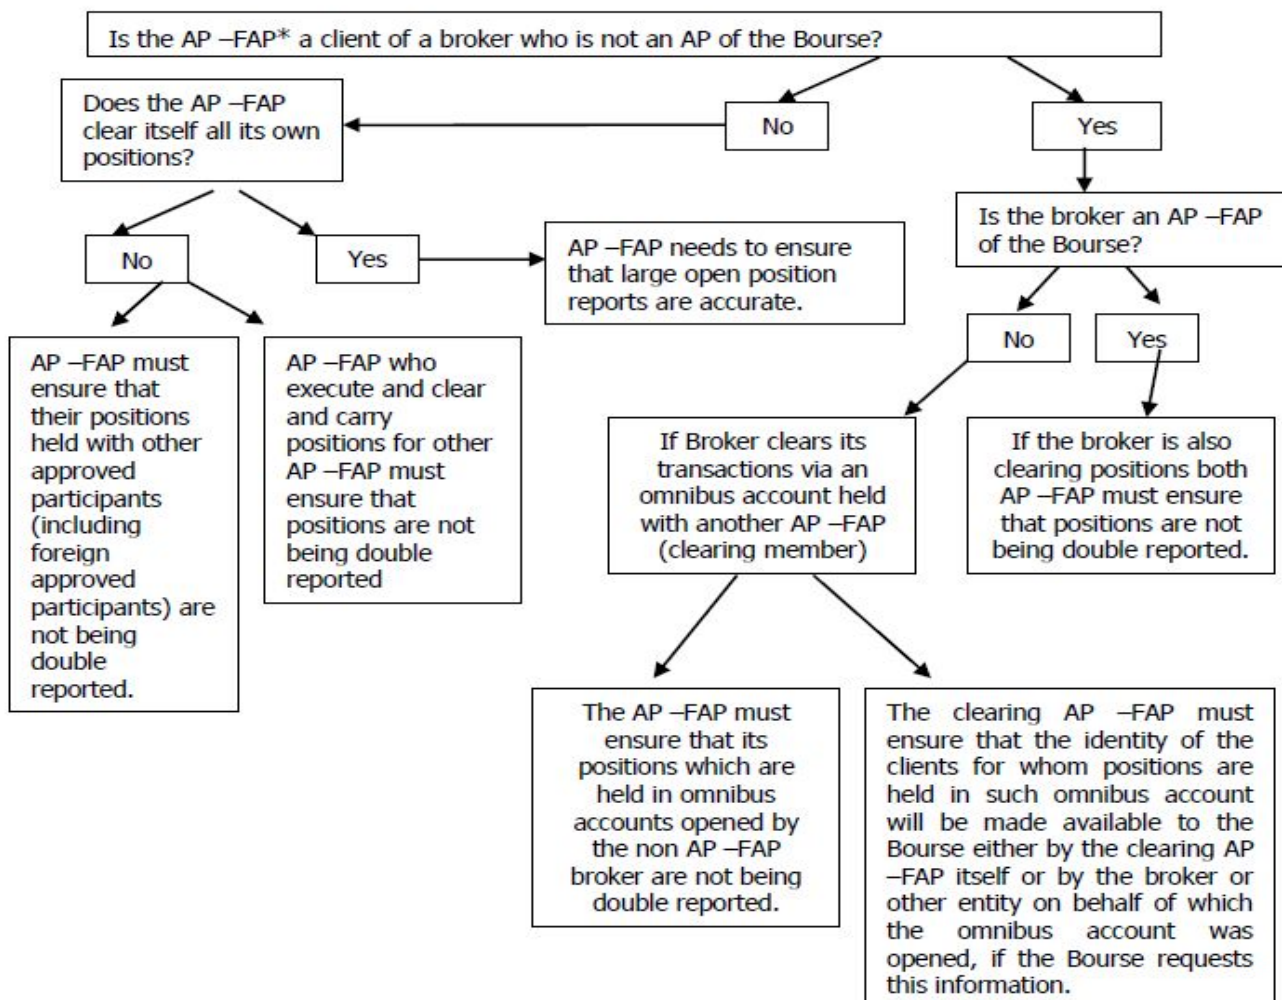 Is the AP –FAP* a client of a broker who is not an AP of the Bourse?
Does the AP –FAP
clear itself all its own
positions?
No
Yes
Is the broker an AP –FAP
of the Bourse?
No
Yes
AP –FAP needs to ensure
that large open position
reports are accurate.
No
Yes
AP –FAP must
ensure that
their positions
held with other
approved
participants
(including
foreign
approved
participants) are
not being
double
reported.
AP –FAP who
execute and clear
and carry
positions for other
AP –FAP must
ensure that
positions are not
being double
reported
If Broker clears its
transactions via an
omnibus account held
with another AP –FAP
(clearing member)
If the broker is also
clearing positions both
AP –FAP must ensure
that positions are not
being double reported.
The AP –FAP must
ensure that its
positions which are
held in omnibus
accounts opened by
the non AP –FAP
broker are not being
double reported.
The clearing AP –FAP must
ensure that the identity of the
clients for whom positions are
held in such omnibus account
will be made available to the
Bourse either by the clearing AP
–FAP itself or by the broker or
other entity on behalf of which
the omnibus account was
opened, if the Bourse requests
this information.